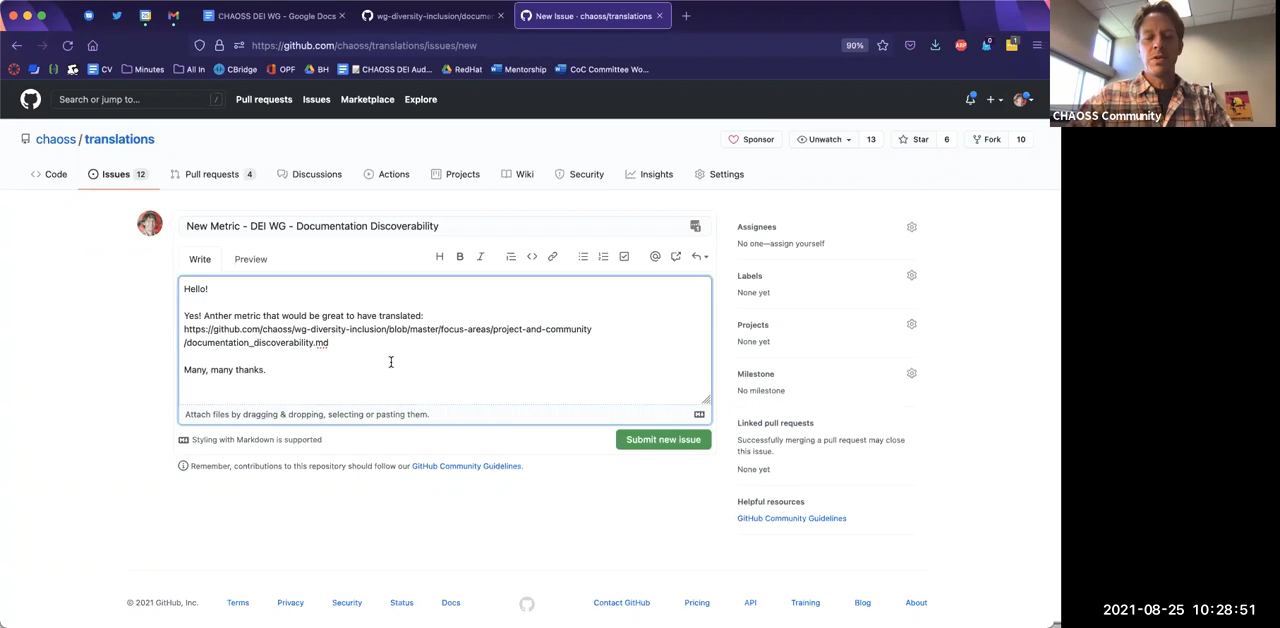 CHAOSS DEI WG - Google Docs
wg-diversity-inclusion/documen
New Issue · chaoss/translations
https://github.com/chaoss/translations/issues/new
90%
CV
Minutes
All In
CBridge
OPF
BH
CHAOSS DEI Aud...
RedHat
Mentorship
CoC Committee Wo...
Search or jump to...
/
Pull requests
Issues
Marketplace
Explore
CHAOSS Community
chaoss / translations
Sponsor
Unwatch
13
Star
6
Fork
10
Code
Issues 12
Pull requests 4
Discussions
Actions
Projects
Wiki
Security
Insights
Settings
New Metric - DEI WG - Documentation Discoverability
Write
Preview
Hello!
Yes! Anther metric that would be great to have translated:
https://github.com/chaoss/wg-diversity-inclusion/blob/master/focus-areas/project-and-community
/documentation_discoverability.md
Many, many thanks.
Attach files by dragging & dropping, selecting or pasting them.
Styling with Markdown is supported
Submit new issue
Remember, contributions to this repository should follow our GitHub Community Guidelines.
Assignees
No one—assign yourself
Labels
None yet
Projects
None yet
Milestone
No milestone
Linked pull requests
Successfully merging a pull request may close
this issue.
None yet
Helpful resources
GitHub Community Guidelines
© 2021 GitHub, Inc.
Terms
Privacy
Security
Status
Docs
Contact GitHub
Pricing
API
Training
Blog
About
2021-08-25 10:28:51